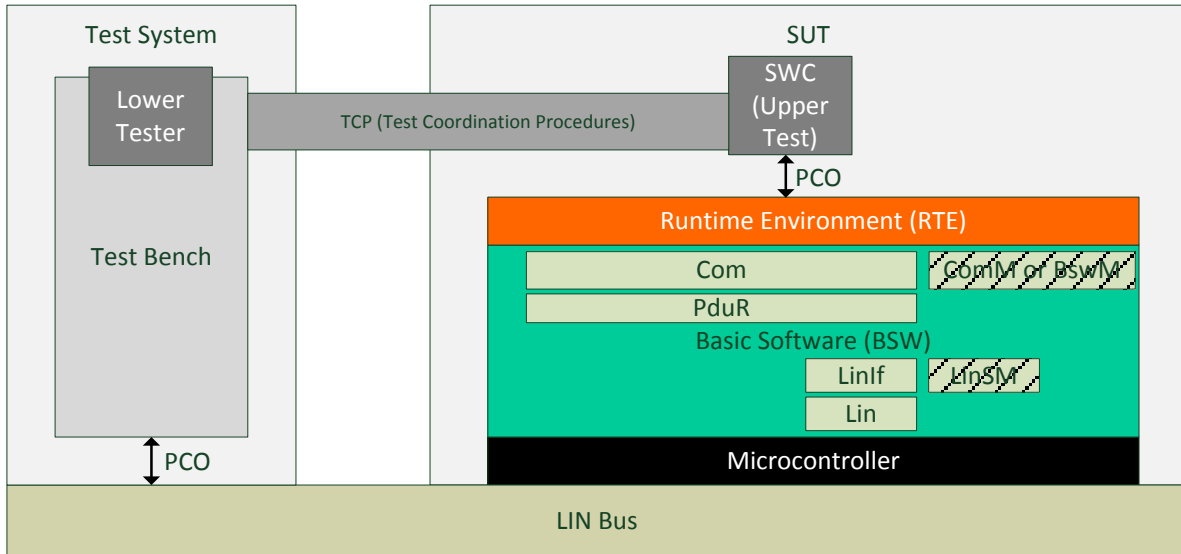 Test System
SUT
Lower
Tester
SWC
(Upper
Test)
TCP (Test Coordination Procedures)
PCO
Runtime Environment (RTE)
Test Bench
Com
ComM or BswM
PduR
Basic Software (BSW)
LinIf
LinSM
Lin
PCO
Microcontroller
LIN Bus